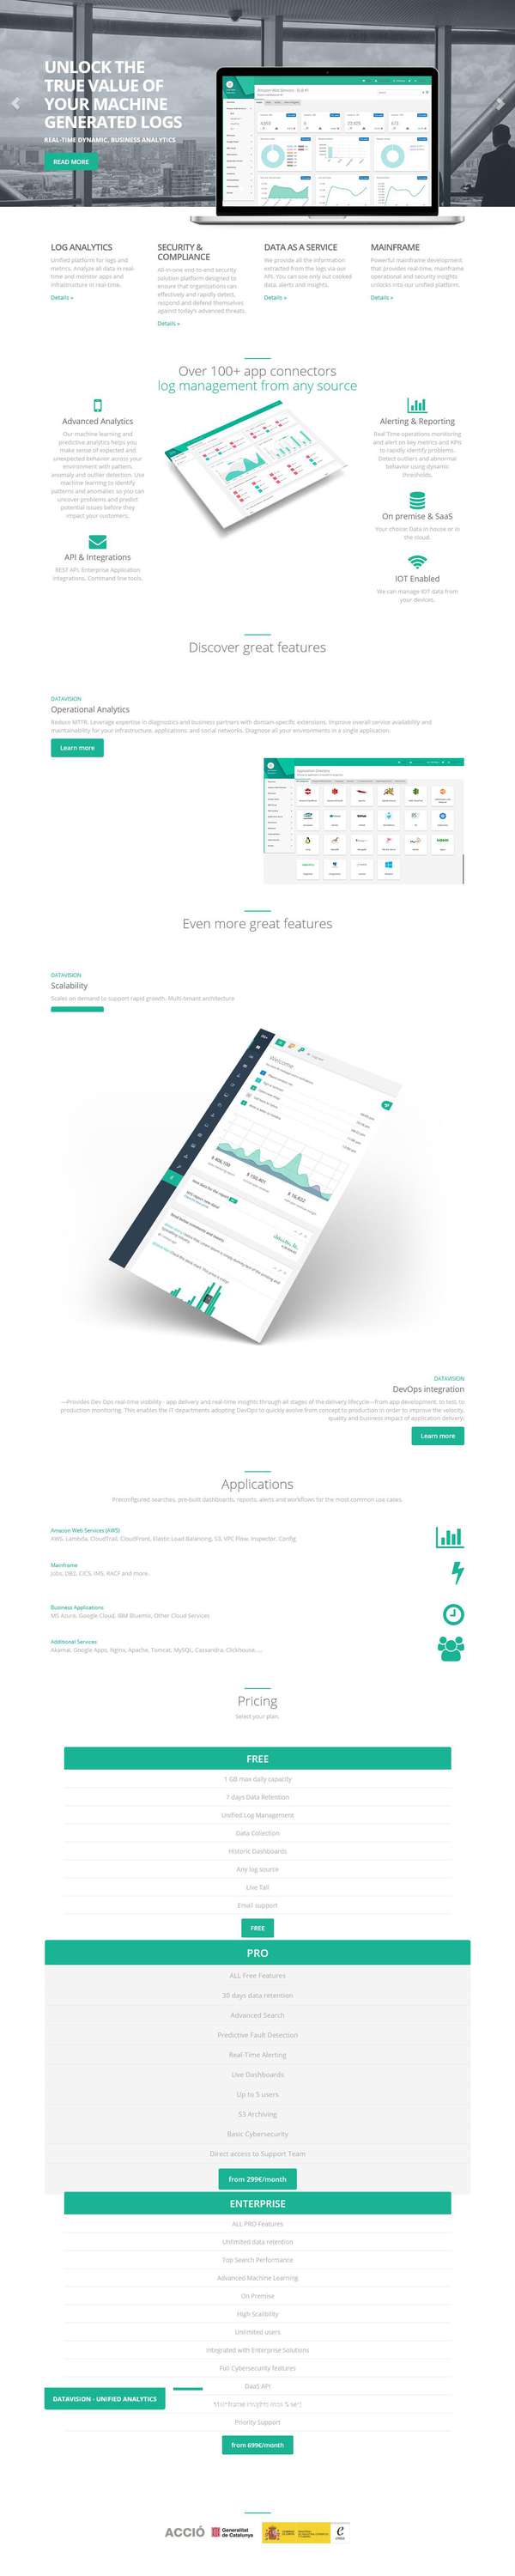 UNLOCK THE
TRUE VALUE OF
YOUR MACHINE
GENERATED LOGS
REAL-TIME DYNAMIC, BUSINESS ANALYTICS
READ MORE
LOG ANALYTICS
Unified platform for logs and
metrics. Analyze all data in real-
time and monitor apps and
infrastructure in real-time.
Details »
SECURITY &
COMPLIANCE
All-in-one end-to-end security
solution platform designed to
ensure that organizations can
effectively and rapidly detect,
respond and defend themselves
against today's advanced threats.
Details »
DATA AS A SERVICE
We provide all the information
extracted from the logs via our
API. You can use only our cooked
data, alerts and insights.
Details »
MAINFRAME
Powerful mainframe development
that provides real-time, mainframe
operational and security insights
unlocks into our unified platform.
Details »
Over 100+ app connectors
log management from any source
Advanced Analytics
Our machine learning and
predictive analytics helps you
make sense of expected and
unexpected behavior across your
environment with pattern,
anomaly and outlier detection. Use
machine learning to identify
patterns and anomalies so you can
uncover problems and predict
potential issues before they
impact your customers.
API & Integrations
REST API. Enterprise Application
integrations. Command line tools.
Alerting & Reporting
Real Time operations monitoring
and alert on key metrics and KPIs
to rapidly identify problems.
Detect outliers and abnormal
behavior using dynamic
thresholds.
On premise & SaaS
Your choice: Data in house or in
the cloud.
IOT Enabled
We can manage IOT data from
your devices.
Discover great features
DATAVISION
Operational Analytics
Reduce MTTR. Leverage expertise in diagnostics and business partners with domain-specific extensions. Improve overall service availability and
maintainability for your infrastructure, applications, and social networks. Diagnose all your environments in a single application.
Learn more
Even more great features
DATAVISION
Scalability
Scales on demand to support rapid growth. Multi-tenant architecture
Welcome
DATAVISION
DevOps integration
—Provides Dev Ops real-time visibility - app delivery and real-time insights through all stages of the delivery lifecycle—from app development, to test, to
production monitoring. This enables the IT departments adopting DevOps to quickly evolve from concept to production in order to improve the velocity,
quality and business impact of application delivery.
Learn more
Applications
Preconfigured searches, pre-built dashboards, reports, alerts and workflows for the most common use cases.
Amazon Web Services (AWS)
AWS, Lambda, CloudTrail, CloudFront, Elastic Load Balancing, S3, VPC Flow, Inspector, Config
Mainframe
Jobs, DB2, CICS, IMS, RACF and more.
Business Applications
MS Azure, Google Cloud, IBM Bluemix, Other Cloud Services
Additional Services
Akamai, Google Apps, Nginx, Apache, Tomcat, MySQL, Cassandra, Clickhouse, ...
Pricing
Select your plan.
FREE
1 GB max daily capacity
7 days Data Retention
Unified Log Management
Data Collection
Historic Dashboards
Any log source
Live Tail
Email support
FREE
PRO
ALL Free Features
30 days data retention
Advanced Search
Predictive Fault Detection
Real-Time Alerting
Live Dashboards
Up to 5 users
S3 Archiving
Basic Cybersecurity
Direct access to Support Team
from 299€/month
ENTERPRISE
ALL PRO Features
Unlimited data retention
Top Search Performance
Advanced Machine Learning
On Premise
High Scalibility
Unlimited users
Integrated with Enterprise Solutions
Full Cybersecurity features
DaaS API
DATAVISION - UNIFIED ANALYTICS
Priority Support
from 699€/month
ACCIÓ
Generalitat
de Catalunya